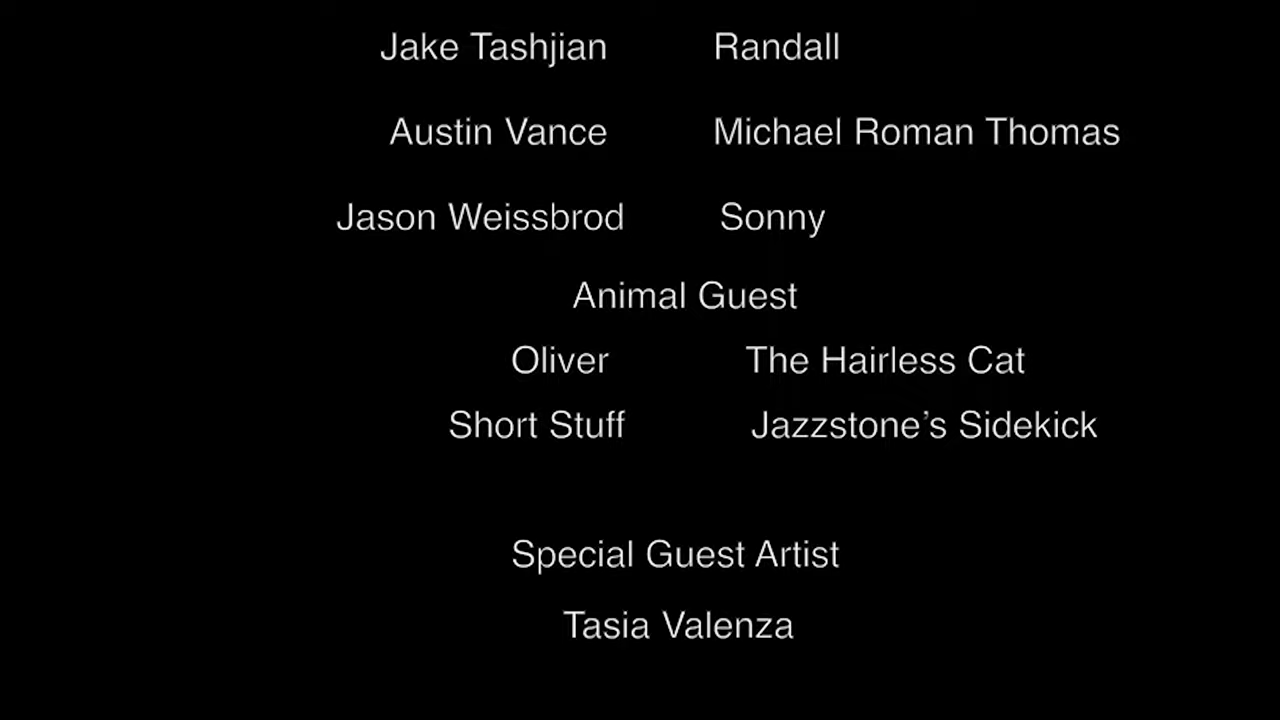 Jake Tashjian Randall
Austin Vance Michael Roman Thomas
Jason Weissbrod Sonny
Animal Guest
Oliver The Hairless Cat
Short Stuff Jazzstone’s Sidekick
Special Guest Artist
Tasia Valenza